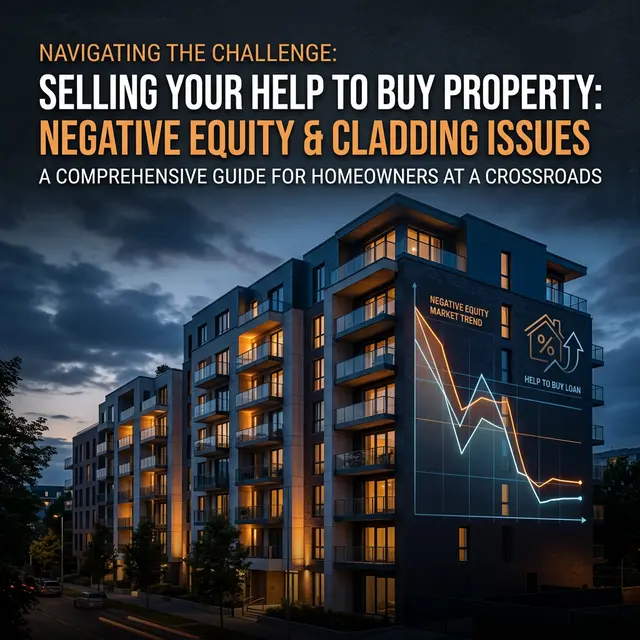 NAVIGATING THE CHALLENGE:
SELLING YOUR HELP TO BUY PROPERTY:
NEGATIVE EQUITY & CLADDING ISSUES
A COMPREHENSIVE GUIDE FOR HOMEOWNERS AT A CROSSROADS
NEGATIVE EQUITY
MARKET TREND
%
HELP TO BUY LOAN